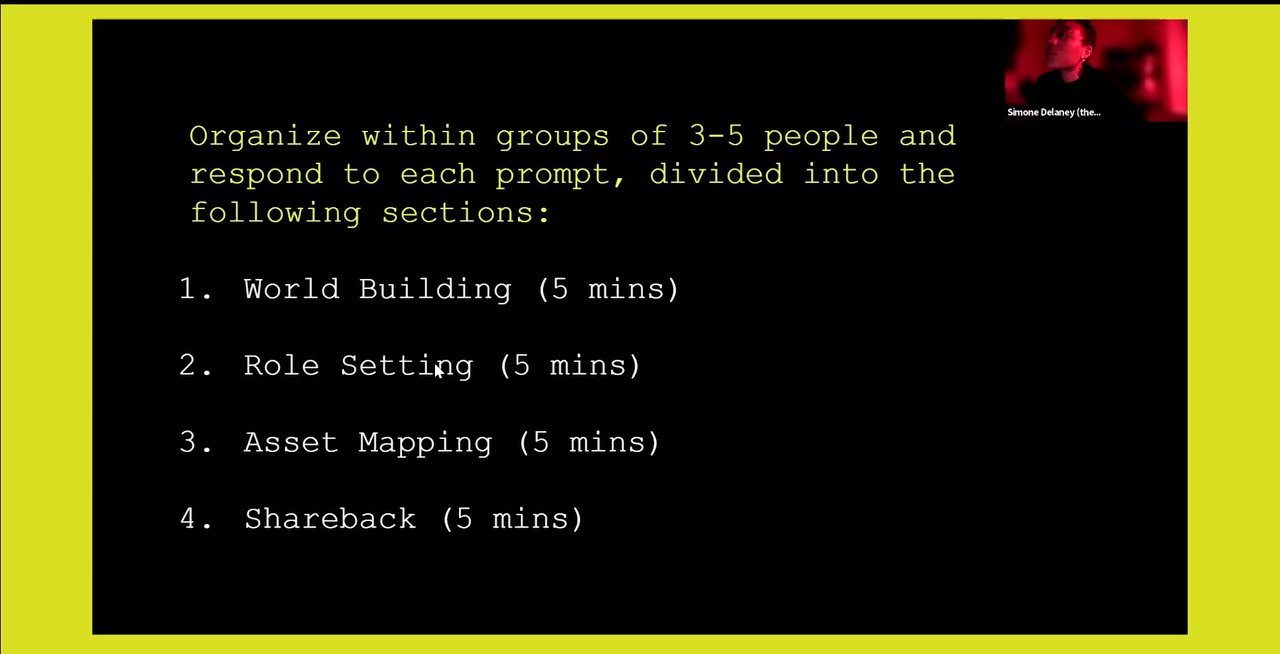 Simone Delaney (the...
Organize within groups of 3-5 people and
respond to each prompt, divided into the
following sections:
1. World Building (5 mins)
2. Role Setting (5 mins)
3. Asset Mapping (5 mins)
4. Shareback (5 mins)